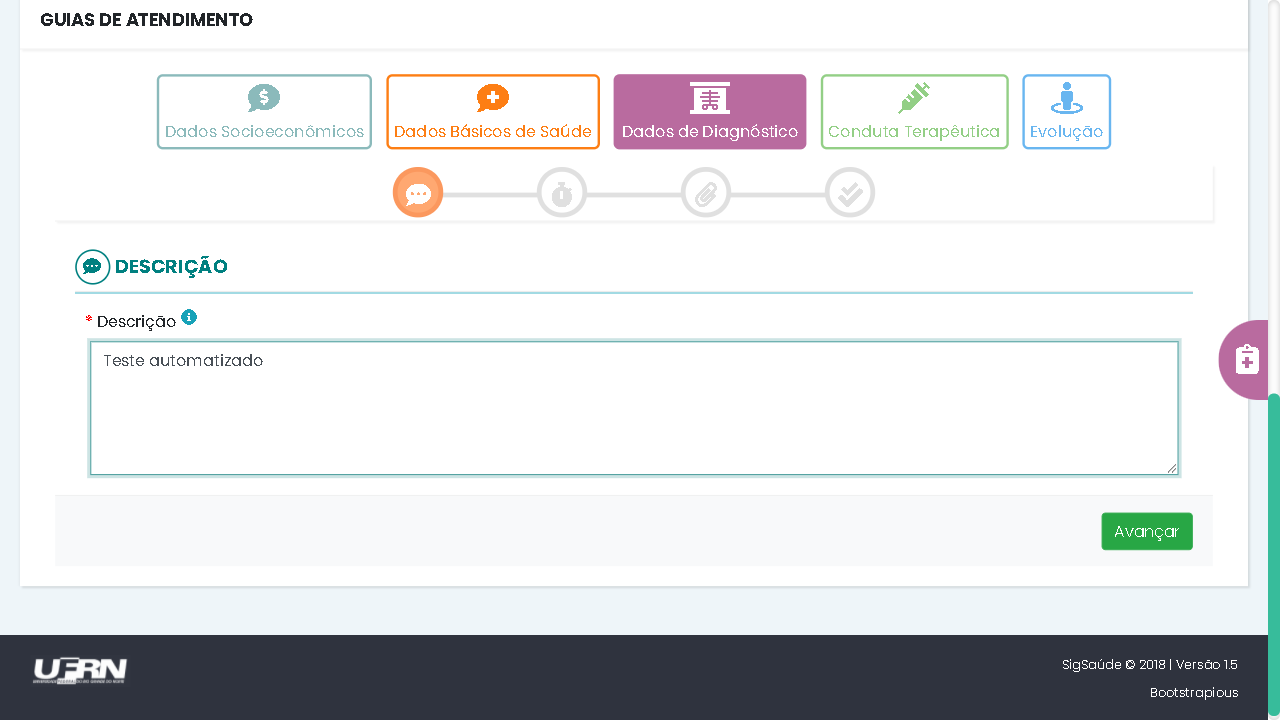 GUIAS DE ATENDIMENTO
Dados Socioeconômicos
Dados Básicos de Saúde
Dados de Diagnóstico
Conduta Terapêutica
Evolução
DESCRIÇÃO
* Descrição
Teste automatizado
Avançar
UFRN
SigSaúde © 2018 | Versão 1.5
Bootstrapious